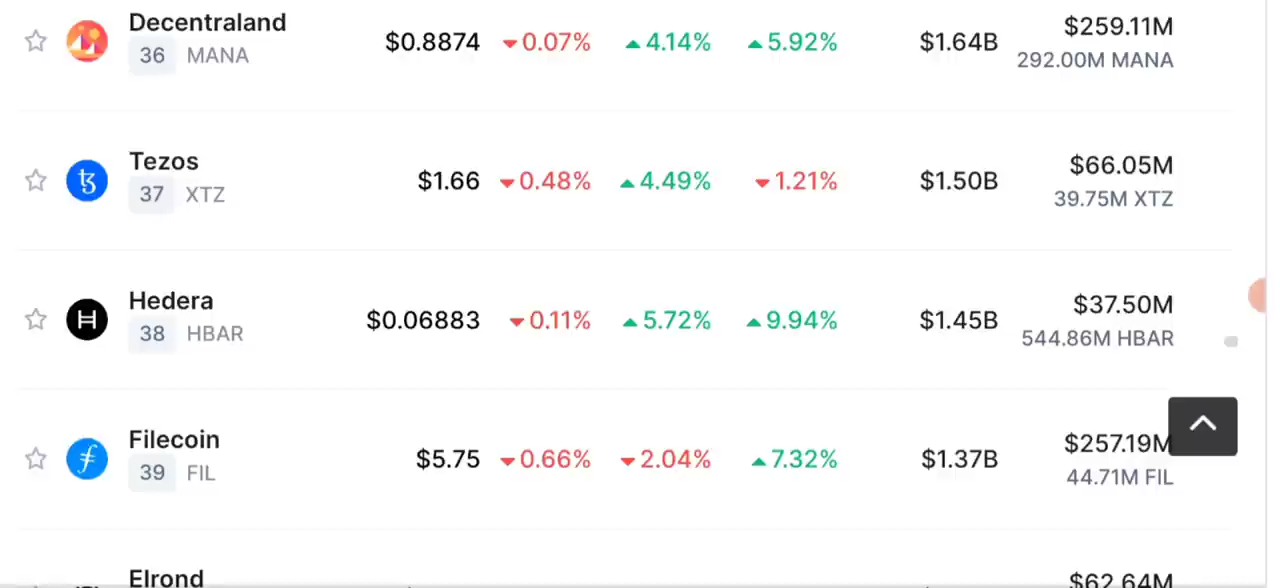 Decentraland
36 MANA $0.8874 0.07% 4.14% 5.92% $1.64B $259.11M
292.00M MANA
Tezos
37 XTZ $1.66 0.48% 4.49% 1.21% $1.50B $66.05M
39.75M XTZ
Hedera
38 HBAR $0.06883 0.11% 5.72% 9.94% $1.45B $37.50M
544.86M HBAR
Filecoin
39 FIL $5.75 0.66% 2.04% 7.32% $1.37B $257.19M
44.71M FIL
Elrond $62.64M